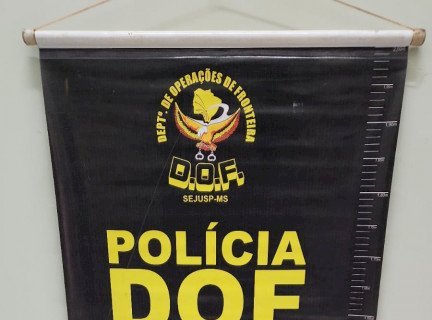 DEPTº. DE OPERAÇÕES DE FRONTEIRA
D.O.F.
SEJUSP-MS
POLÍCIA
DOF